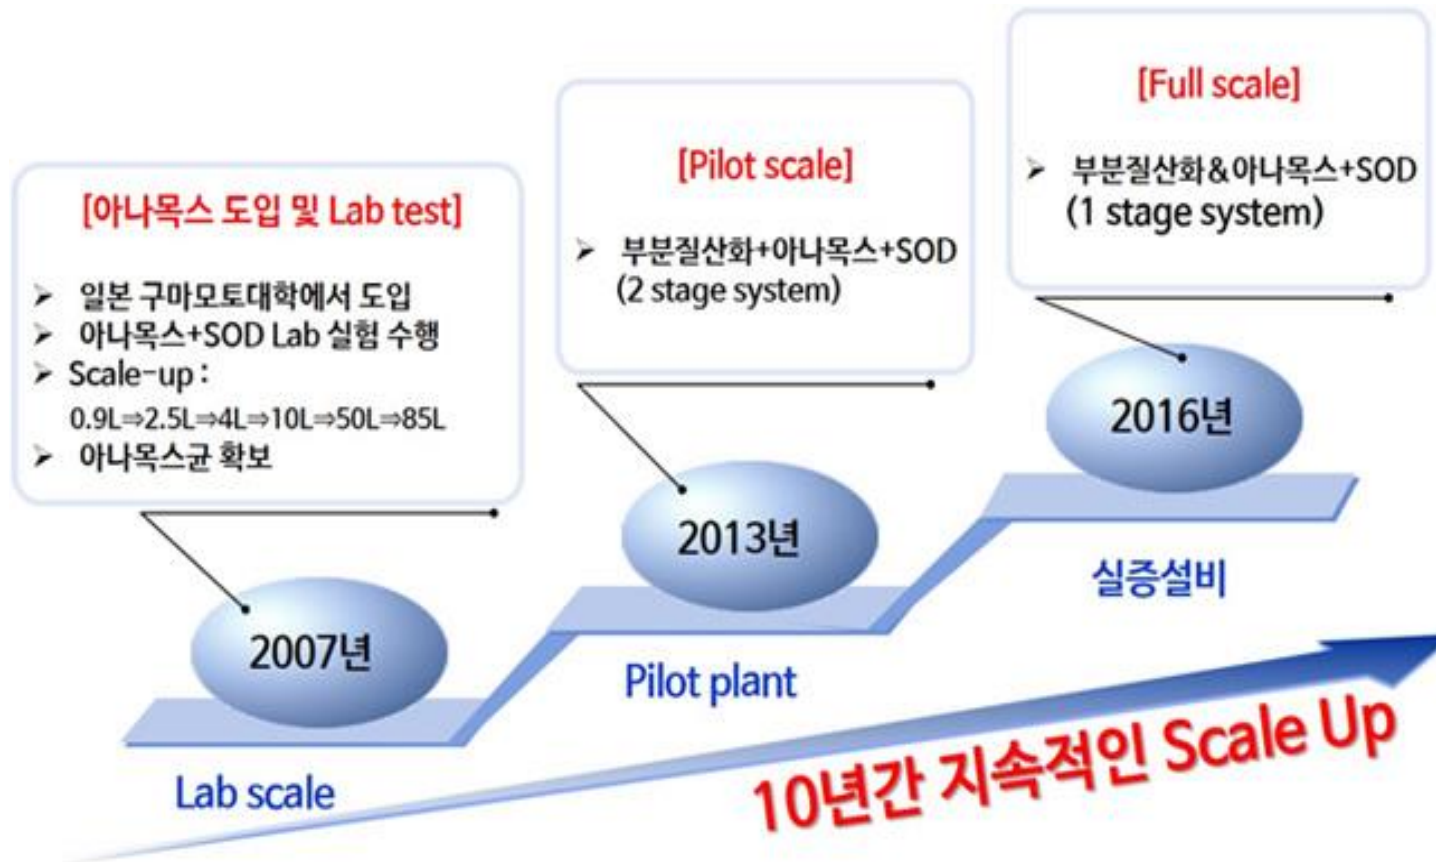 [아나목스 도입 및 Lab test]
➤ 일본 구마모토대학에서 도입
➤ 아나목스+SOD Lab 실험 수행
➤ Scale-up :
0.9L⇒2.5L⇒4L⇒10L⇒50L⇒85L
➤ 아나목스균 확보
2007년
Lab scale
[Pilot scale]
➤ 부분질산화+아나목스+SOD
(2 stage system)
2013년
Pilot plant
[Full scale]
➤ 부분질산화&아나목스+SOD
(1 stage system)
2016년
실증설비
10년간 지속적인 Scale Up